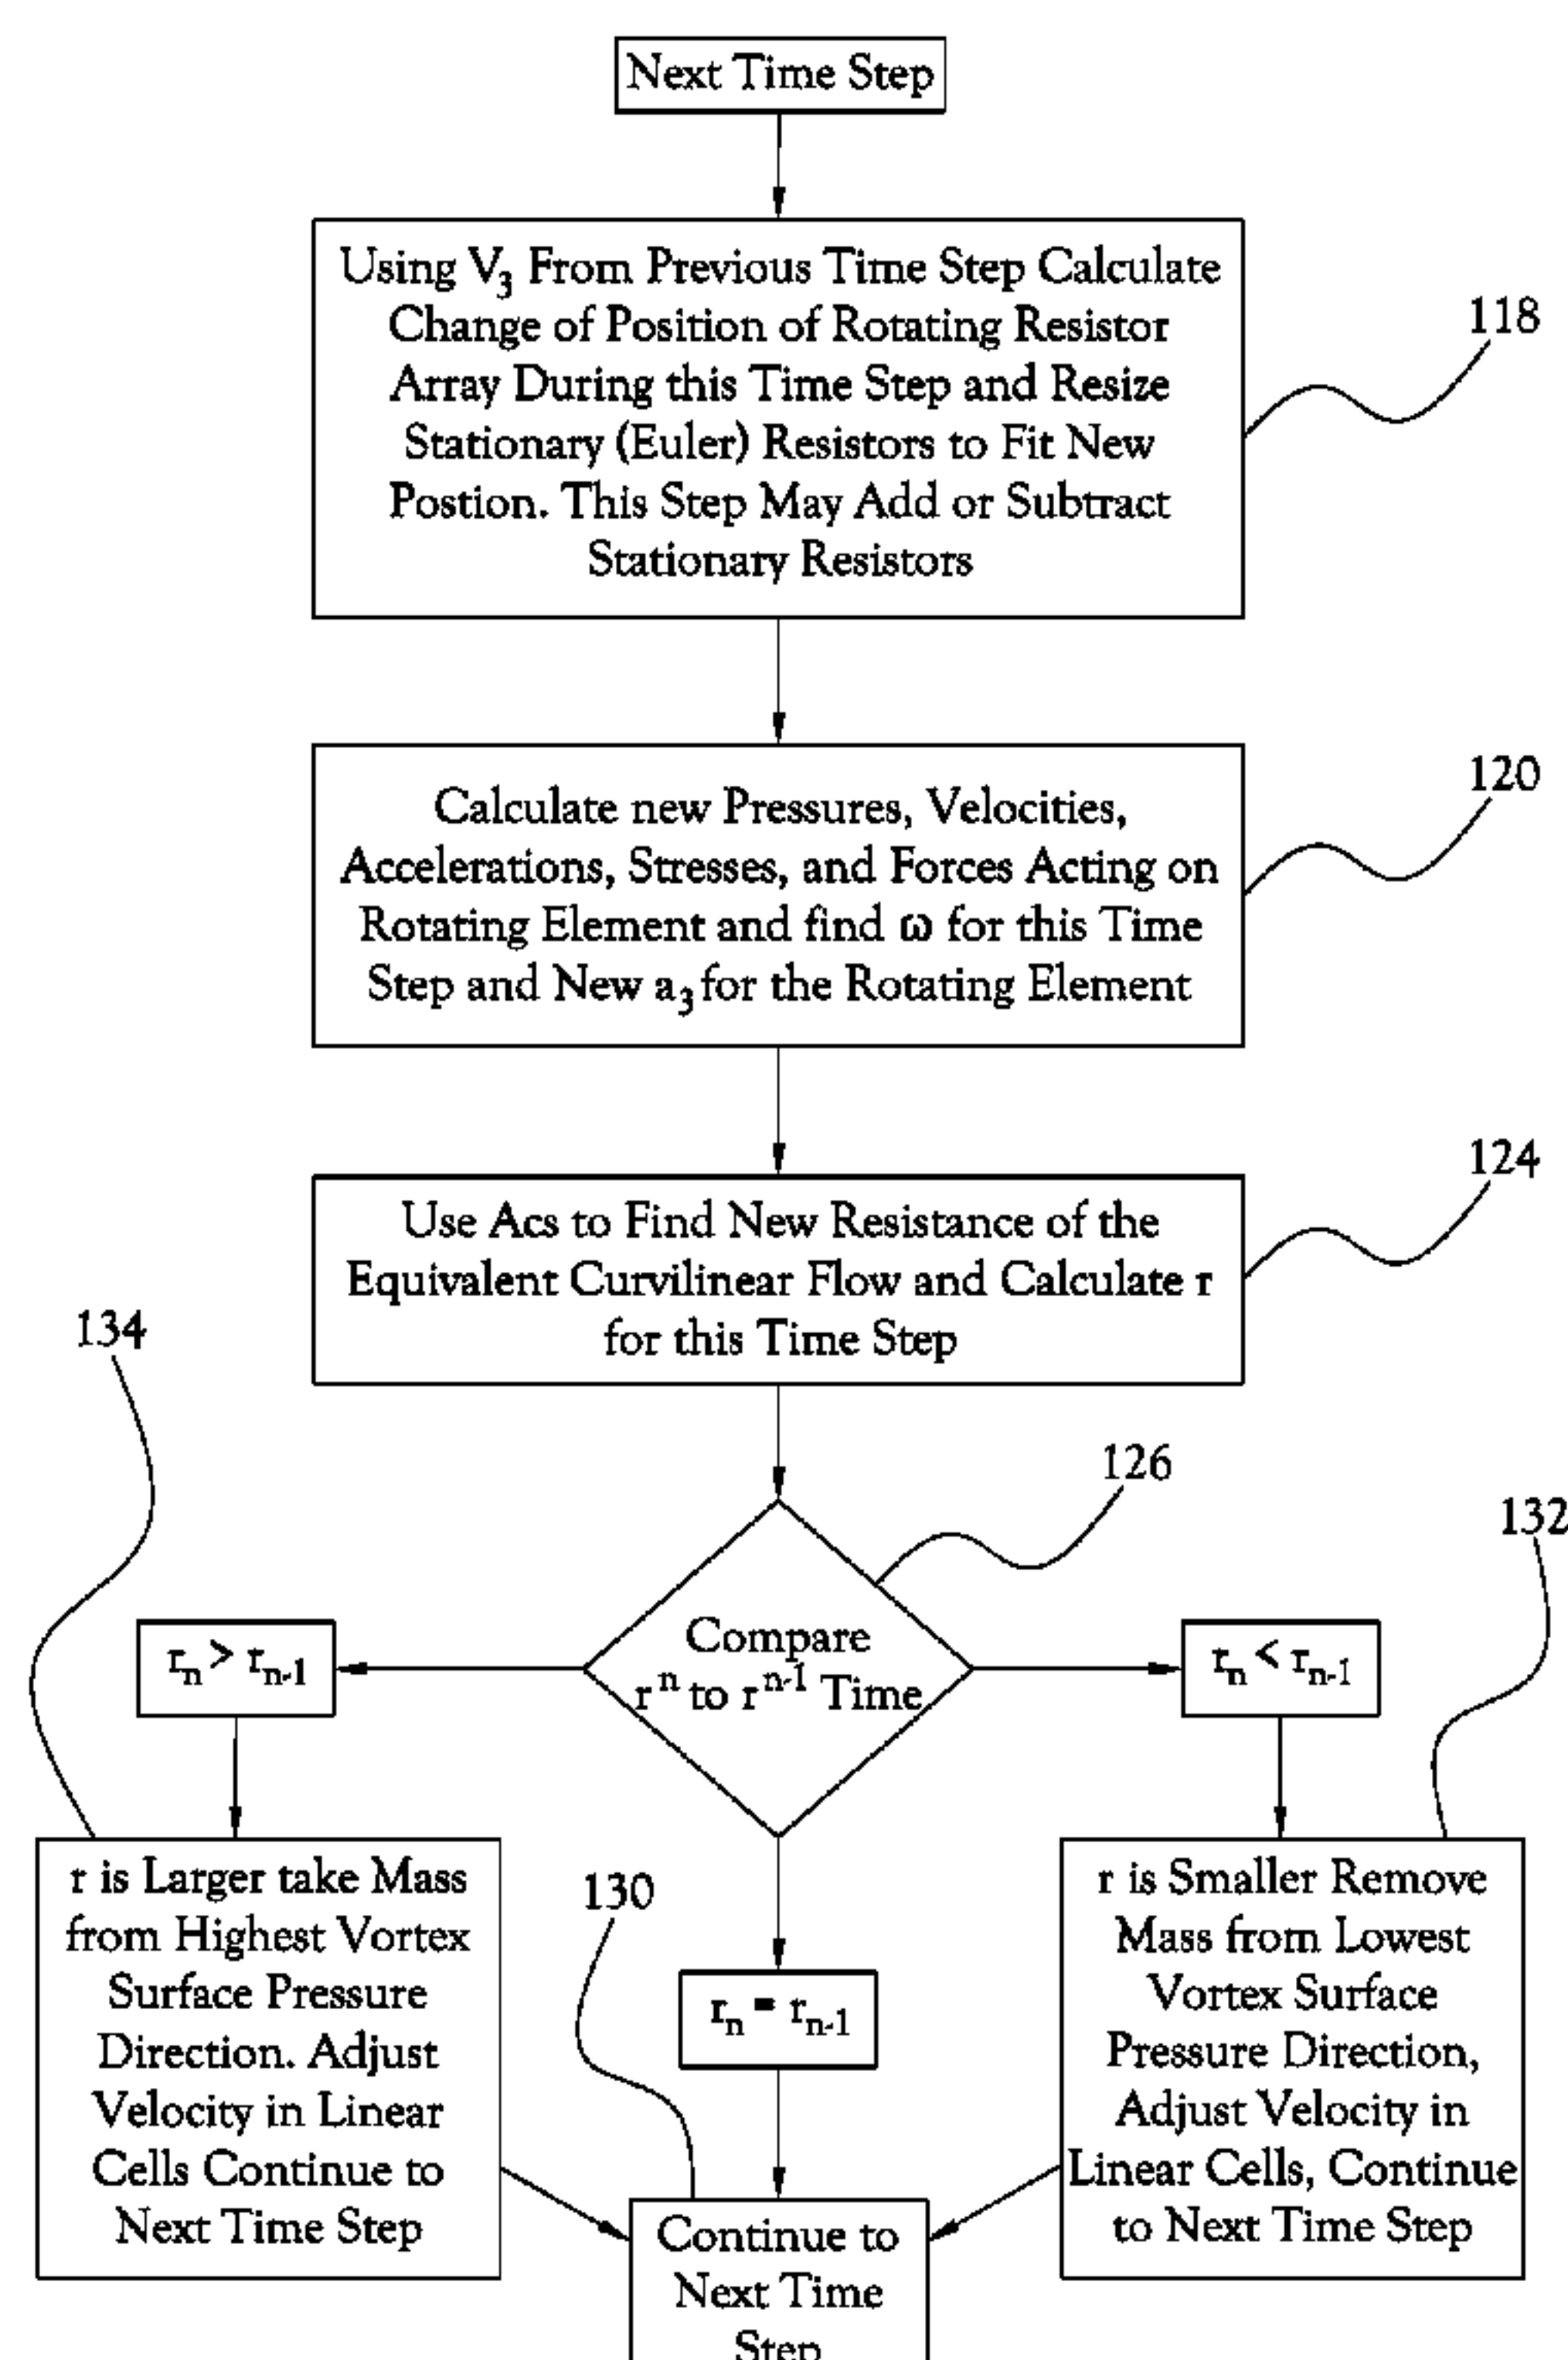 Next Time Step
Using V₃ From Previous Time Step Calculate
Change of Position of Rotating Resistor
Array During this Time Step and Resize
Stationary (Euler) Resistors to Fit New
Postion. This Step May Add or Subtract
Stationary Resistors
118
Calculate new Pressures, Velocities,
Accelerations, Stresses, and Forces Acting on
Rotating Element and find ω for this Time
Step and New a₃ for the Rotating Element
120
Use Acs to Find New Resistance of the
Equivalent Curvilinear Flow and Calculate r
for this Time Step
124
134
126
132
Compare
rⁿ to rⁿ⁻¹ Time
rₙ > rₙ₋₁
rₙ < rₙ₋₁
r is Larger take Mass
from Highest Vortex
Surface Pressure
Direction. Adjust
Velocity in Linear
Cells Continue to
Next Time Step
130
rₙ = rₙ₋₁
r is Smaller Remove
Mass from Lowest
Vortex Surface
Pressure Direction,
Adjust Velocity in
Linear Cells, Continue
to Next Time Step
Continue to
Next Time
Step